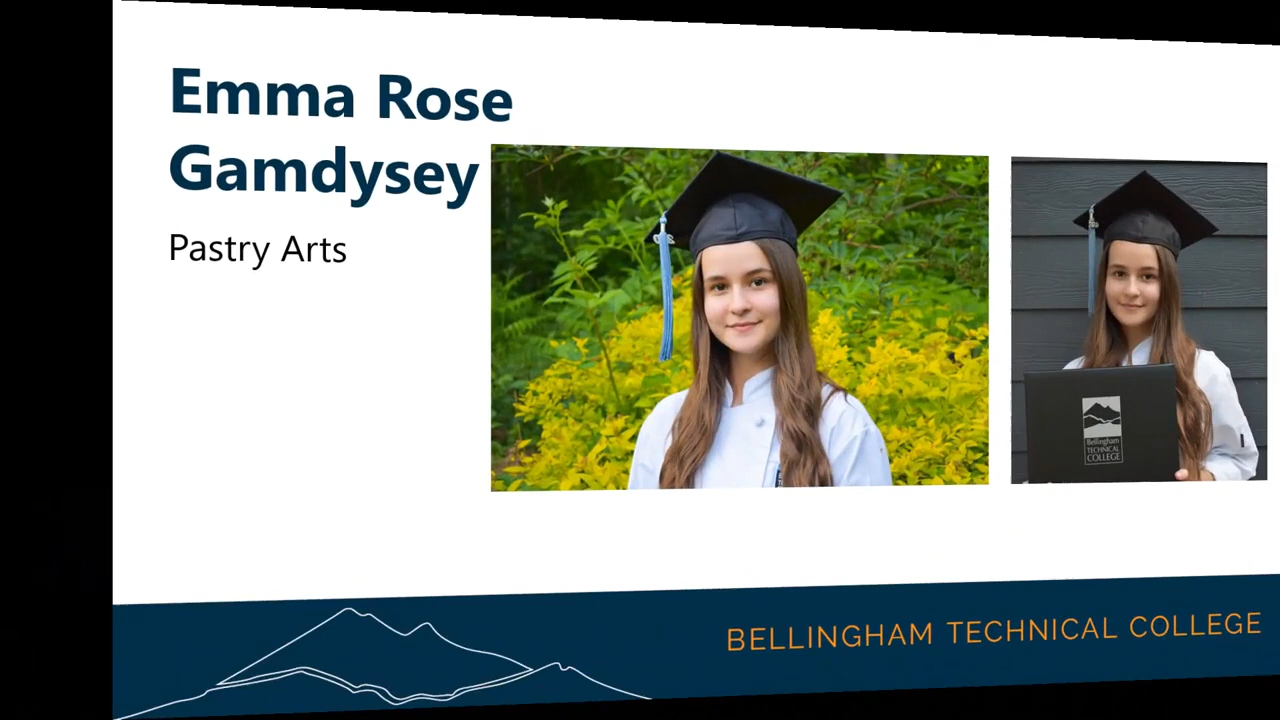 Emma Rose
Gamdysey
Pastry Arts
Bellingham
TECHNICAL
COLLEGE
BELLINGHAM TECHNICAL COLLEGE